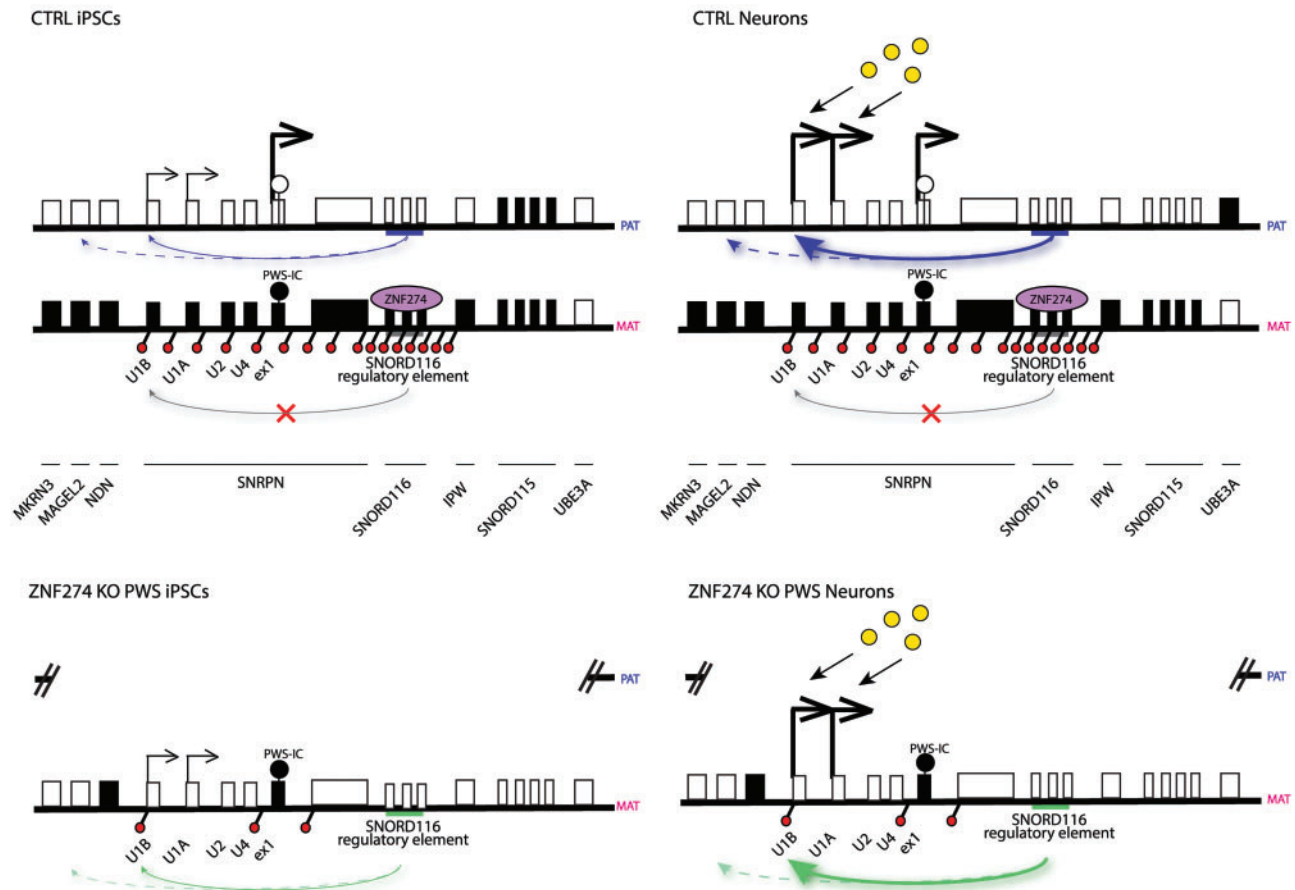 CTRL iPSCs
CTRL Neurons
PAT
PAT
PWS-IC
PWS-IC
ZNF274
ZNF274
MAT
MAT
U1B U1A U2 U4 ex1
SNORD116
regulatory element
U1B U1A U2 U4 ex1
SNORD116
regulatory element
MKRN3 MAGEL2 NDN SNRPN SNORD116 IPW SNORD115 UBE3A
MKRN3 MAGEL2 NDN SNRPN SNORD116 IPW SNORD115 UBE3A
ZNF274 KO PWS iPSCs
ZNF274 KO PWS Neurons
PAT
PAT
PWS-IC
PWS-IC
MAT
MAT
U1B U1A U2 U4 ex1
SNORD116
regulatory element
U1B U1A U2 U4 ex1
SNORD116
regulatory element